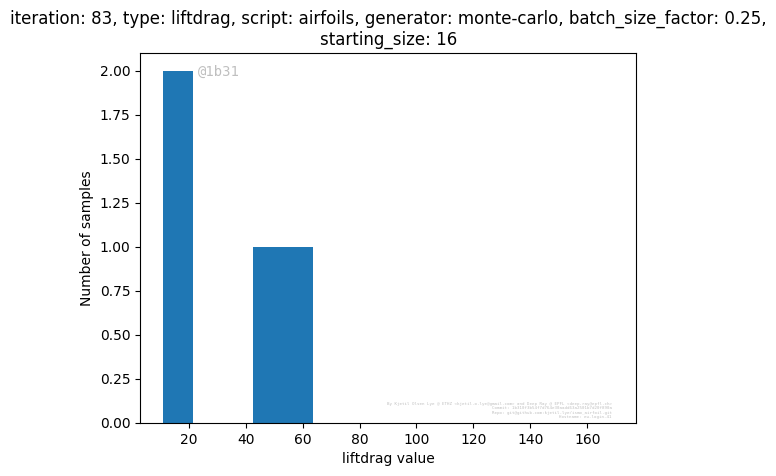 iteration: 83, type: liftdrag, script: airfoils, generator: monte-carlo, batch_size_factor: 0.25,
starting_size: 16
@1b31
2.00
1.75
1.50
1.25
1.00
0.75
0.50
0.25
0.00
Number of samples
20 40 60 80 100 120 140 160
liftdrag value